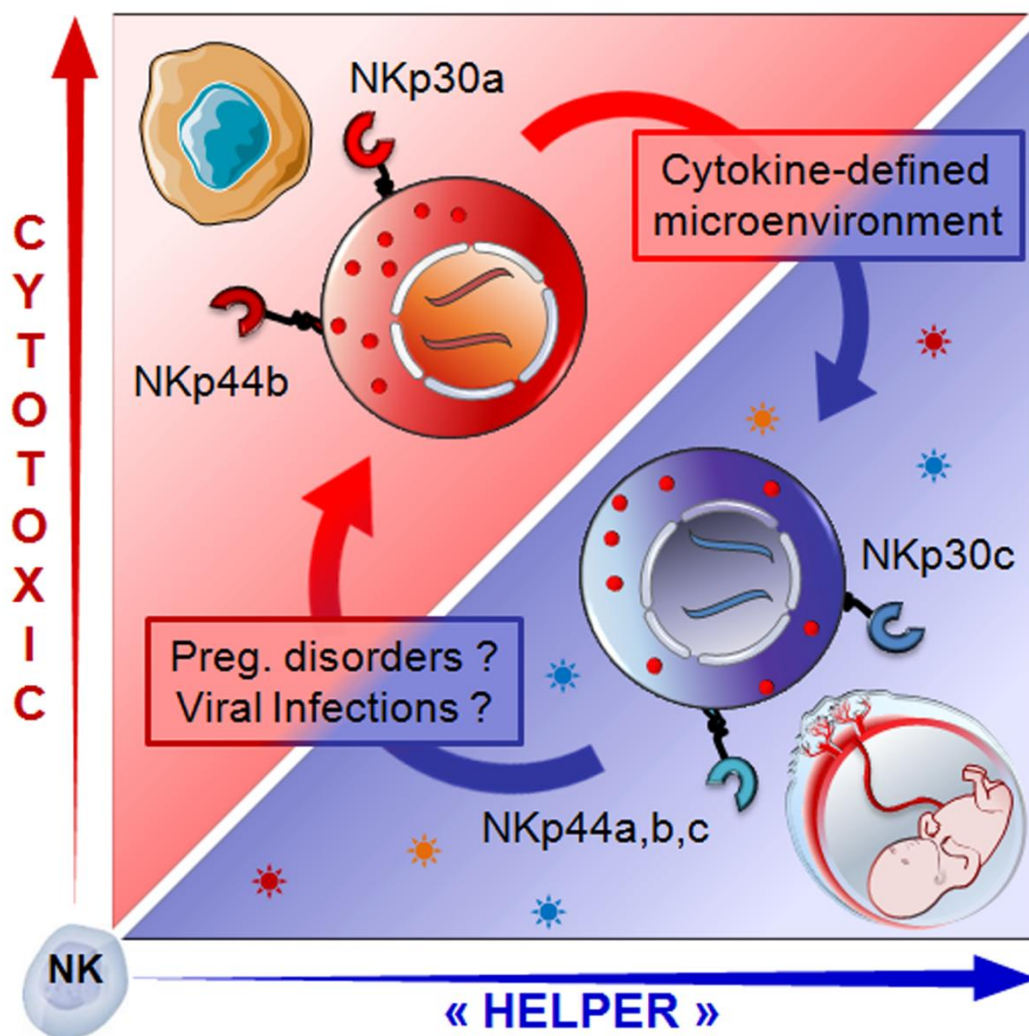 NKp30a
Cytokine-defined
microenvironment
CYTOTOXIC
NKp44b
NKp30c
Preg. disorders ?
Viral Infections ?
NKp44a,b,c
NK
« HELPER »